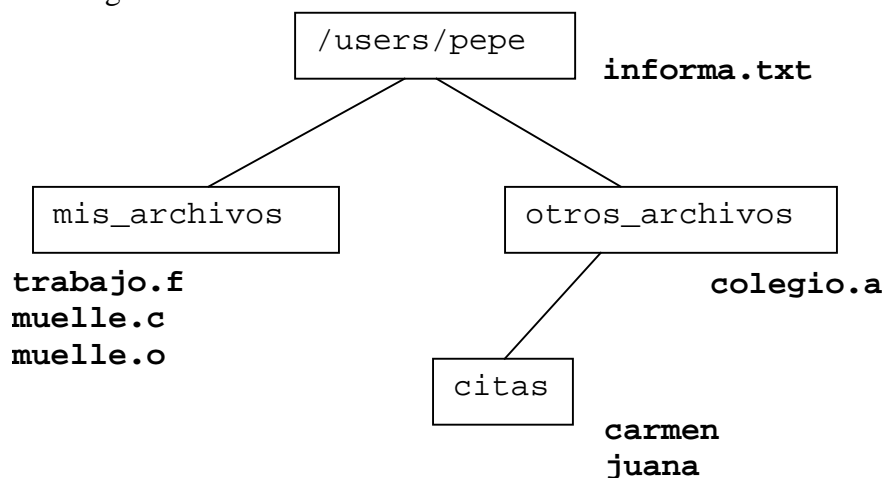 /users/pepe
informa.txt
mis_archivos
otros_archivos
trabajo.f
muelle.c
muelle.o
colegio.a
citas
carmen
juana